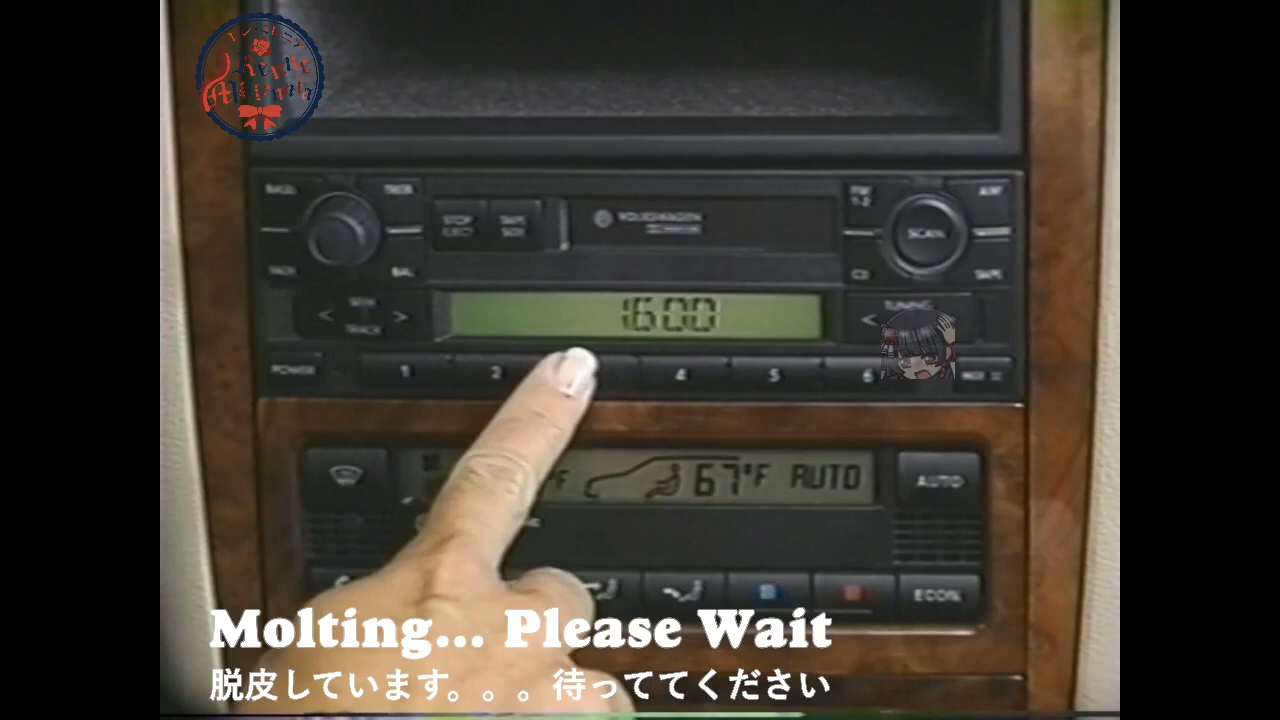 BASS
TREB
STOP
EJECT
TAPE
SIDE
VOLKSWAGEN
FM
1-2
AM
SCAN
FADE
BAL
CD
TAPE
SEEK
TRACK
1600
TUNING
POWER
1
2
4
5
6
67°F AUTO
AUTO
ECON
Molting... Please Wait
脱皮しています。。。待っててください